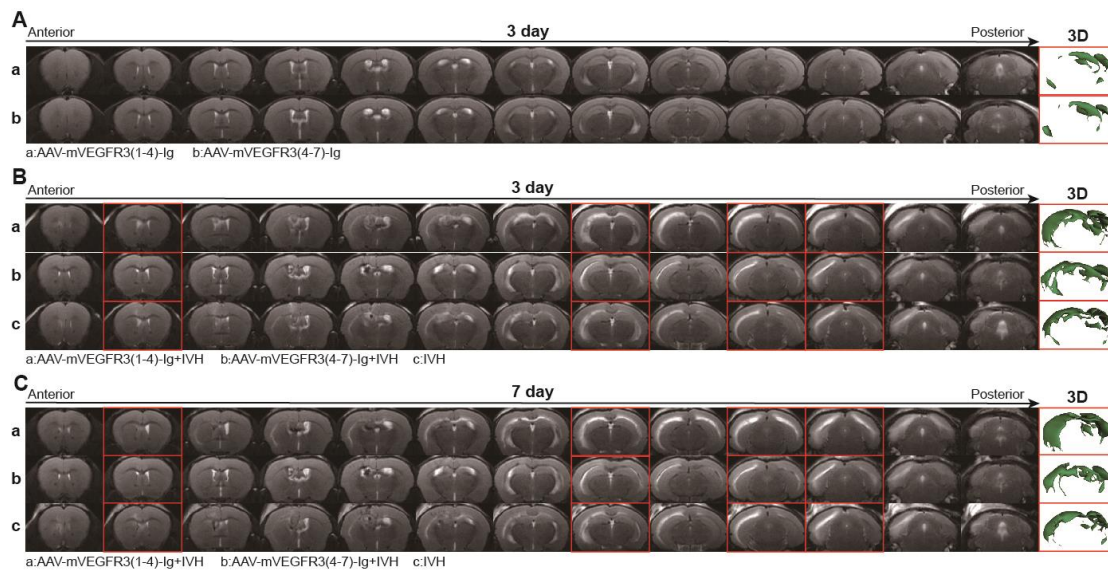 A
Anterior 3 day Posterior 3D
a
b
a:AAV-mVEGFR3(1-4)-Ig b:AAV-mVEGFR3(4-7)-Ig
B
Anterior 3 day Posterior 3D
a
b
c
a:AAV-mVEGFR3(1-4)-Ig+IVH b:AAV-mVEGFR3(4-7)-Ig+IVH c:IVH
C
Anterior 7 day Posterior 3D
a
b
c
a:AAV-mVEGFR3(1-4)-Ig+IVH b:AAV-mVEGFR3(4-7)-Ig+IVH c:IVH